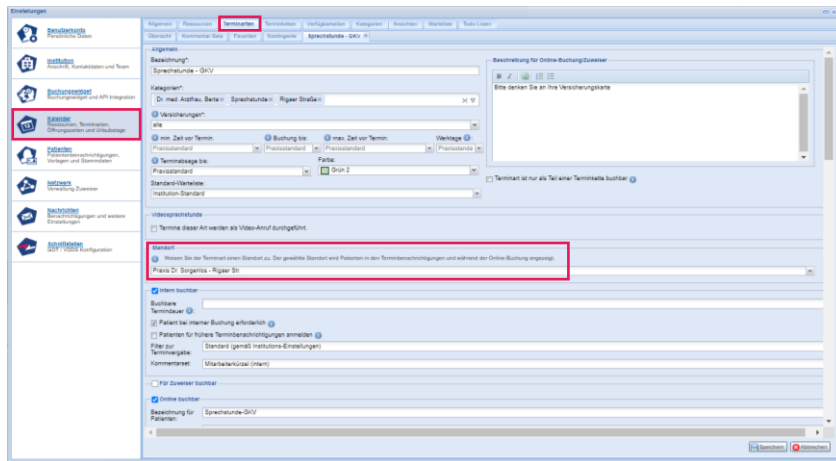 Einstellungen
Benutzerkonto
Persönliche Daten
Institution
Anschrift, Kontaktdaten und Team
Buchungswidget
Buchungswidget und API Integration
Kalender
Ressourcen, Terminarten,
Öffnungszeiten und Urlaubstage
Patienten
Patientenbenachrichtigungen,
Vorlagen und Stammdaten
Netzwerk
Verwaltung Zuweiser
Nachrichten
Benachrichtigungen und weitere
Einstellungen
Schnittstellen
GDT / VDDS Konfiguration
Allgemein Ressourcen Terminarten Terminketten Verfügbarkeiten Kategorien Ansichten Warteliste Todo-Listen
Übersicht Kommentar-Sets Favoriten Kontingente Sprechstunde - GKV
Allgemein
Bezeichnung*:
Sprechstunde - GKV
Kategorien*:
Dr. med. Arztfrau, Berta Sprechstunde Rigaer Straße
Versicherungen*:
alle
min. Zeit vor Termin: Buchung bis: max. Zeit vor Termin: Werktage :
Praxisstandard Praxisstandard Praxisstandard Praxisstanda
Terminabsage bis: Farbe:
Praxisstandard Grün 2
Standard-Warteliste:
Institution-Standard
Beschreibung für Online-Buchung/Zuweiser
B I
Bitte denken Sie an Ihre Versicherungskarte
Terminart ist nur als Teil einer Terminkette buchbar
Videosprechstunde
Termine dieser Art werden als Video-Anruf durchgeführt.
Standort
Weisen Sie der Terminart einen Standort zu. Der gewählte Standort wird Patienten in den Terminbenachrichtigungen und während der Online-Buchung angezeigt.
Praxis Dr. Sorgenlos - Rigaer Str.
Intern buchbar
Buchbare
Termindauer :
Patient bei interner Buchung erforderlich
Patienten für frühere Terminbenachrichtigungen anmelden
Filter zur
Terminvergabe: Standard (gemäß Institutions-Einstellungen)
Kommentarset: Mitarbeiterkürzel (intern)
Für Zuweiser buchbar
Online buchbar
Bezeichnung für
Patienten: Sprechstunde-GKV
Speichern Abbrechen